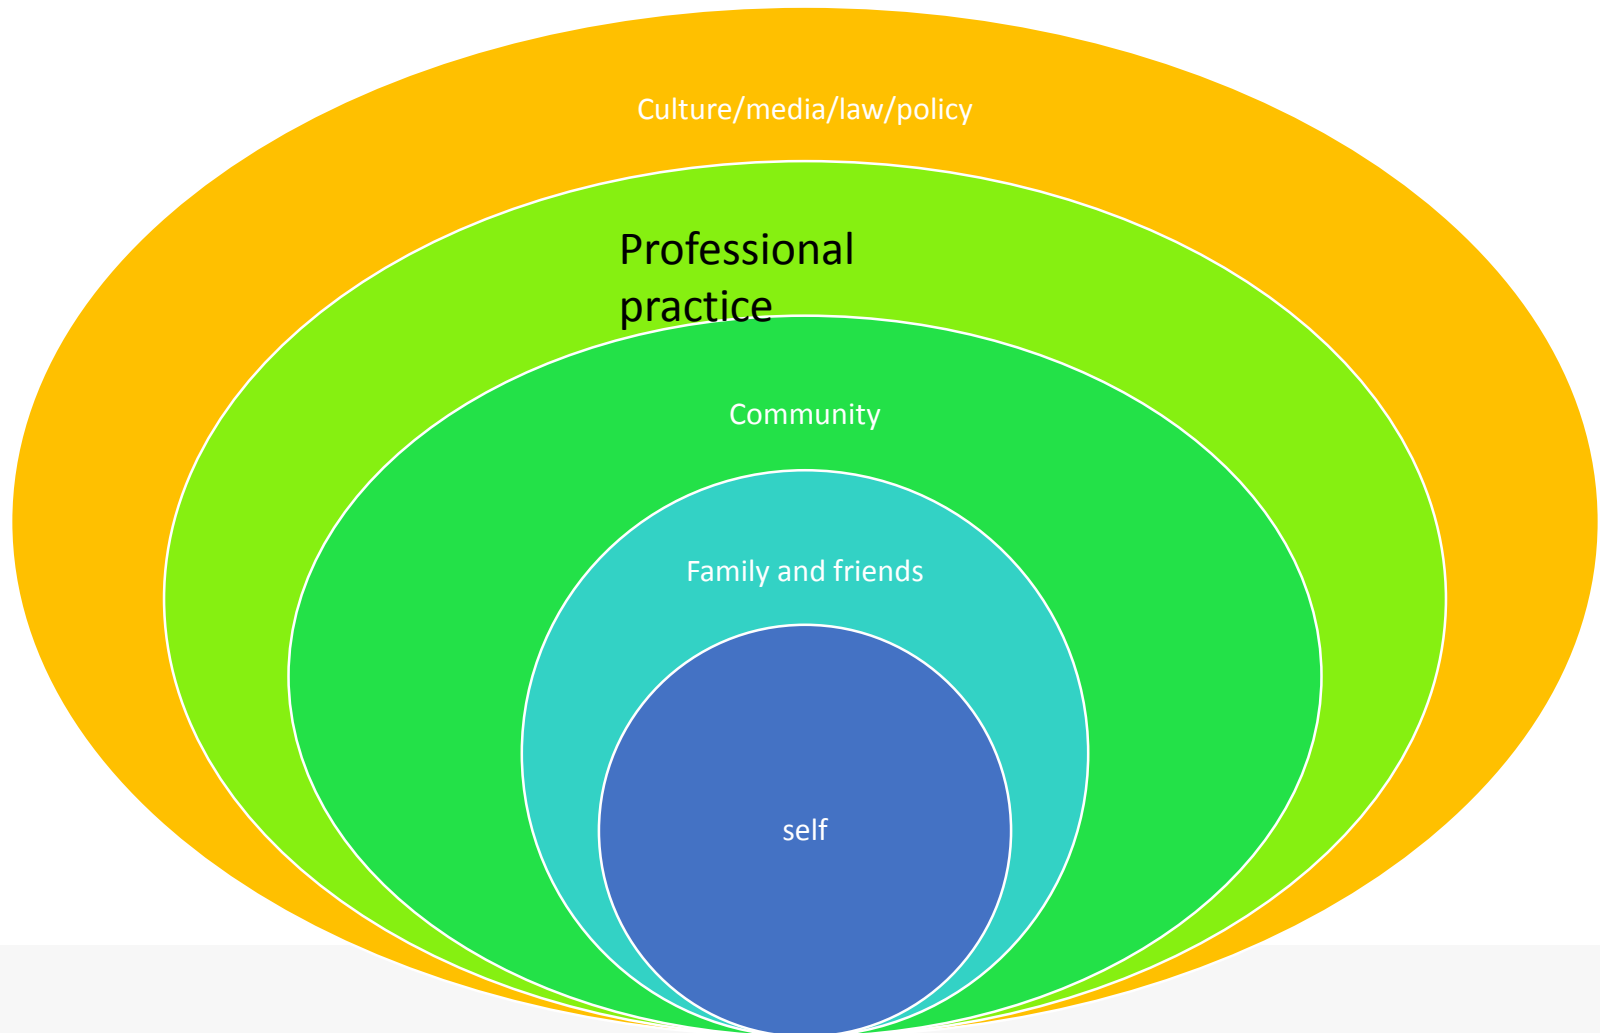 Culture/media/law/policy
Professional
practice
Community
Family and friends
self